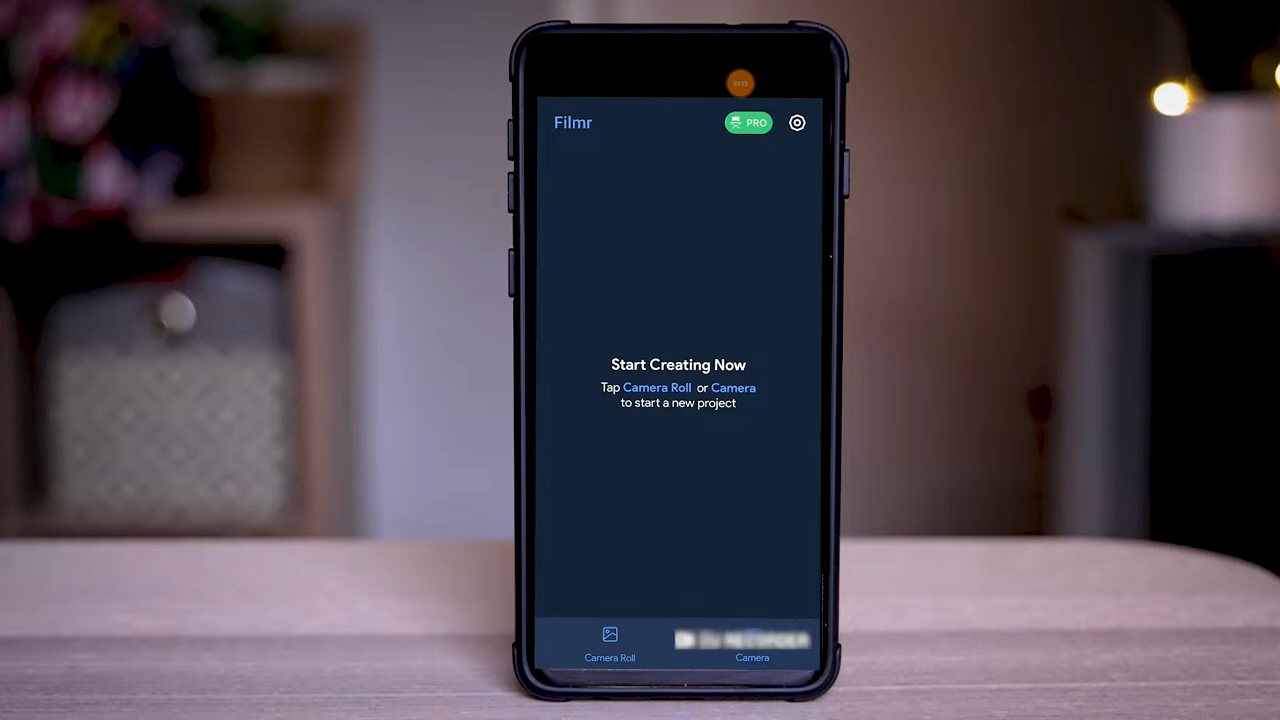 Filmr
PRO
Start Creating Now
Tap Camera Roll or Camera
to start a new project
Camera Roll
Camera